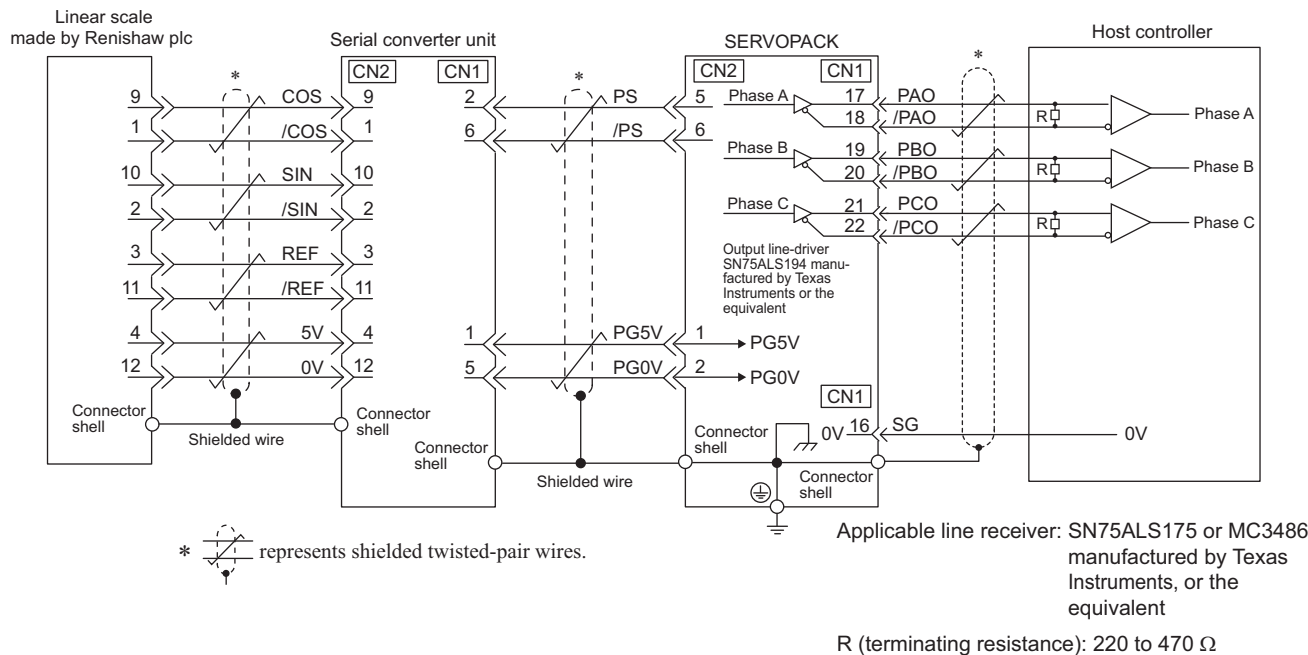 Linear scale
made by Renishaw plc
Serial converter unit
SERVOPACK
Host controller
*
*
*
CN2
CN1
CN2
CN1
9 COS 9
1 /COS 1
10 SIN 10
2 /SIN 2
3 REF 3
11 /REF 11
4 5V 4
12 0V 12
2 PS 5
6 /PS 6
1 PG5V 1
PG5V
5 PG0V 2
PG0V
Phase A 17 PAO
18 /PAO
R
Phase A
Phase B 19 PBO
20 /PBO
R
Phase B
Phase C 21 PCO
22 /PCO
R
Phase C
Output line-driver
SN75ALS194 manu-
factured by Texas
Instruments or the
equivalent
CN1
0V 16 SG 0V
Connector
shell
Shielded wire
Connector
shell
Connector
shell
Shielded wire
Connector
shell
Connector
shell
* represents shielded twisted-pair wires.
Applicable line receiver: SN75ALS175 or MC3486
manufactured by Texas
Instruments, or the
equivalent
R (terminating resistance): 220 to 470 Ω